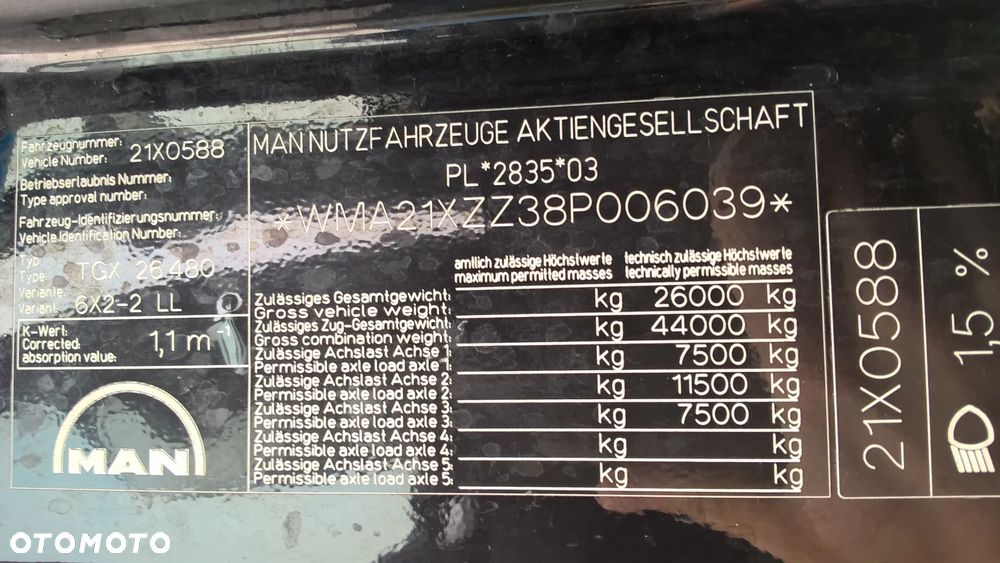 Fahrzeugnummer:
Vehicle Number: 21X0588
Betriebserlaubnis Nummer:
Type approval number:
Fahrzeug-Identifizierungsnummer:
Vehicle Identification Number:
Typ
Type TGX 26.480
Variante:
Variant: 6X2-2 LL
K-Wert:
Corrected
absorption value: 1,1 m
MAN
MAN NUTZFAHRZEUGE AKTIENGESELLSCHAFT
PL*2835*03
*WMA21XZZ38P006039*
amtlich zulässige Höchstwerte technisch zulässige Höchstwerte
maximum permitted masses technically permissible masses
Zulässiges Gesamtgewicht: kg 26000 kg
Gross vehicle weight:
Zulässiges Zug-Gesamtgewicht: kg 44000 kg
Gross combination weight:
Zulässige Achslast Achse 1: kg 7500 kg
Permissible axle load axle 1:
Zulässige Achslast Achse 2: kg 11500 kg
Permissible axle load axle 2:
Zulässige Achslast Achse 3: kg 7500 kg
Permissible axle load axle 3:
Zulässige Achslast Achse 4: kg kg
Permissible axle load axle 4:
Zulässige Achslast Achse 5: kg kg
Permissible axle load axle 5:
21X0588
1,5 %
OTOMOTO